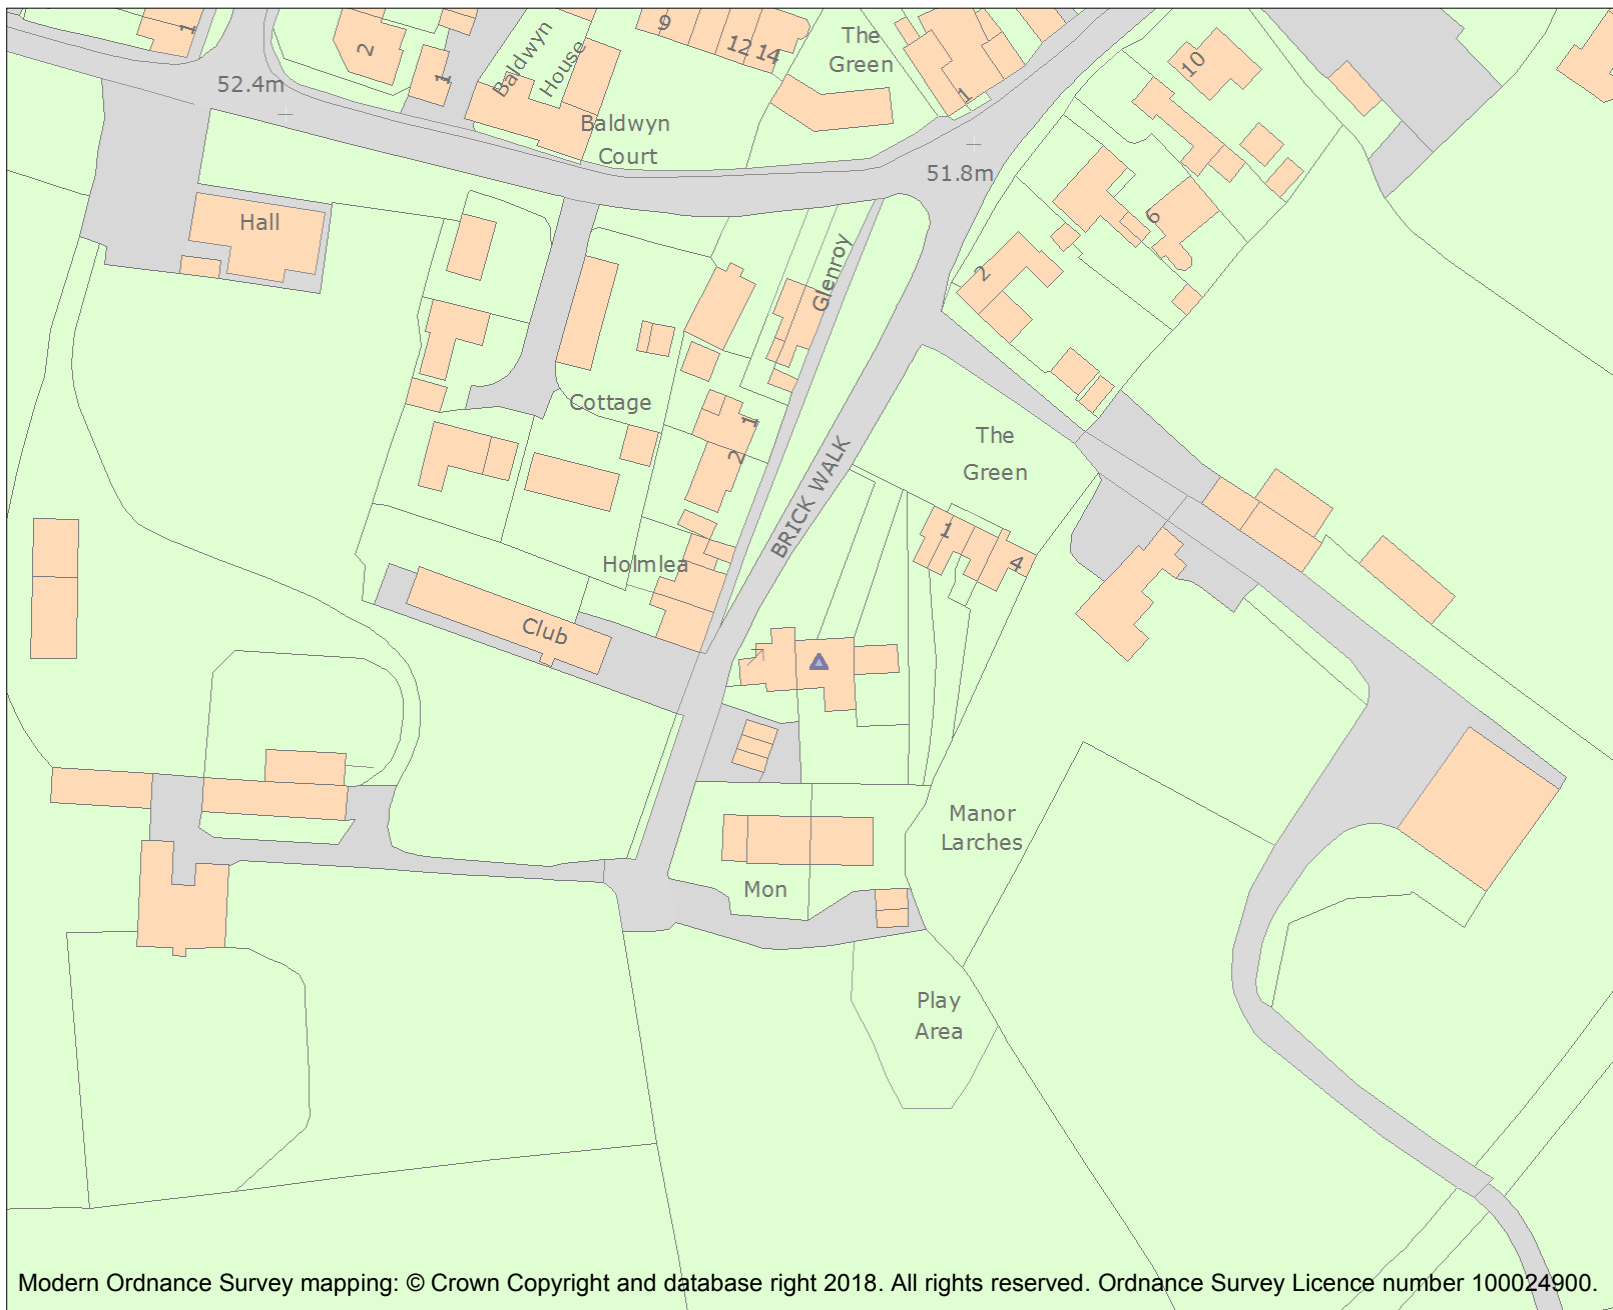 1
2
1
Baldwyn
House
9
12 14
The
Green
1
10
52.4m
Baldwyn
Court
51.8m
6
Hall
Glenroy
2
Cottage
1
2
BRICK WALK
The
Green
1
4
Holmlea
Club
Manor
Larches
Mon
Play
Area
Modern Ordnance Survey mapping: © Crown Copyright and database right 2018. All rights reserved. Ordnance Survey Licence number 100024900.